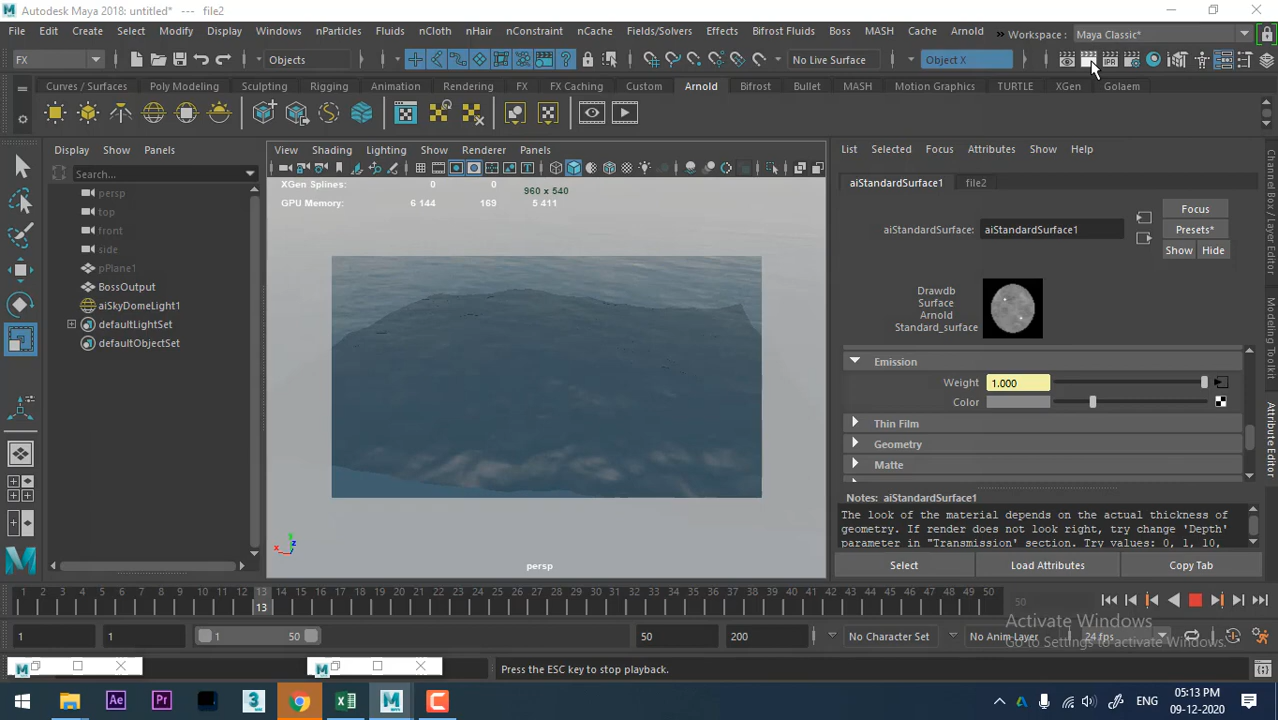 Autodesk Maya 2018: untitled* --- file2
File Edit Create Select Modify Display Windows nParticles Fluids nCloth nHair nConstraint nCache Fields/Solvers Effects Bifrost Fluids Boss MASH Cache Arnold » Workspace : Maya Classic*
FX Objects No Live Surface Object X
Curves / Surfaces Poly Modeling Sculpting Rigging Animation Rendering FX FX Caching Custom Arnold Bifrost Bullet MASH Motion Graphics TURTLE XGen Golaem
Display Show Panels
Search...
persp
top
front
side
pPlane1
BossOutput
aiSkyDomeLight1
defaultLightSet
defaultObjectSet
View Shading Lighting Show Renderer Panels
XGen Splines: 0 0
960 x 540
GPU Memory: 6 144 169 5 411
persp
List Selected Focus Attributes Show Help
aiStandardSurface1 file2
aiStandardSurface: aiStandardSurface1
Focus
Presets*
Show Hide
Drawdb
Surface
Arnold
Standard_surface
Emission
Weight 1.000
Color
Thin Film
Geometry
Matte
Notes: aiStandardSurface1
The look of the material depends on the actual thickness of
geometry. If render does not look right, try change 'Depth'
parameter in "Transmission' section. Try values: 0, 1, 10,
Select Load Attributes Copy Tab
Channel Box / Layer Editor
Modeling Toolkit
Attribute Editor
1 2 3 4 5 6 7 8 9 10 11 12 13 14 15 16 17 18 19 20 21 22 23 24 25 26 27 28 29 30 31 32 33 34 35 36 37 38 39 40 41 42 43 44 45 46 47 48 49 50
13
50
1 1 1 50 50 200 No Character Set No Anim Layer 24 fps
Activate Windows
Go to Settings to activate Windows.
Press the ESC key to stop playback.
ENG
05:13 PM
09-12-2020